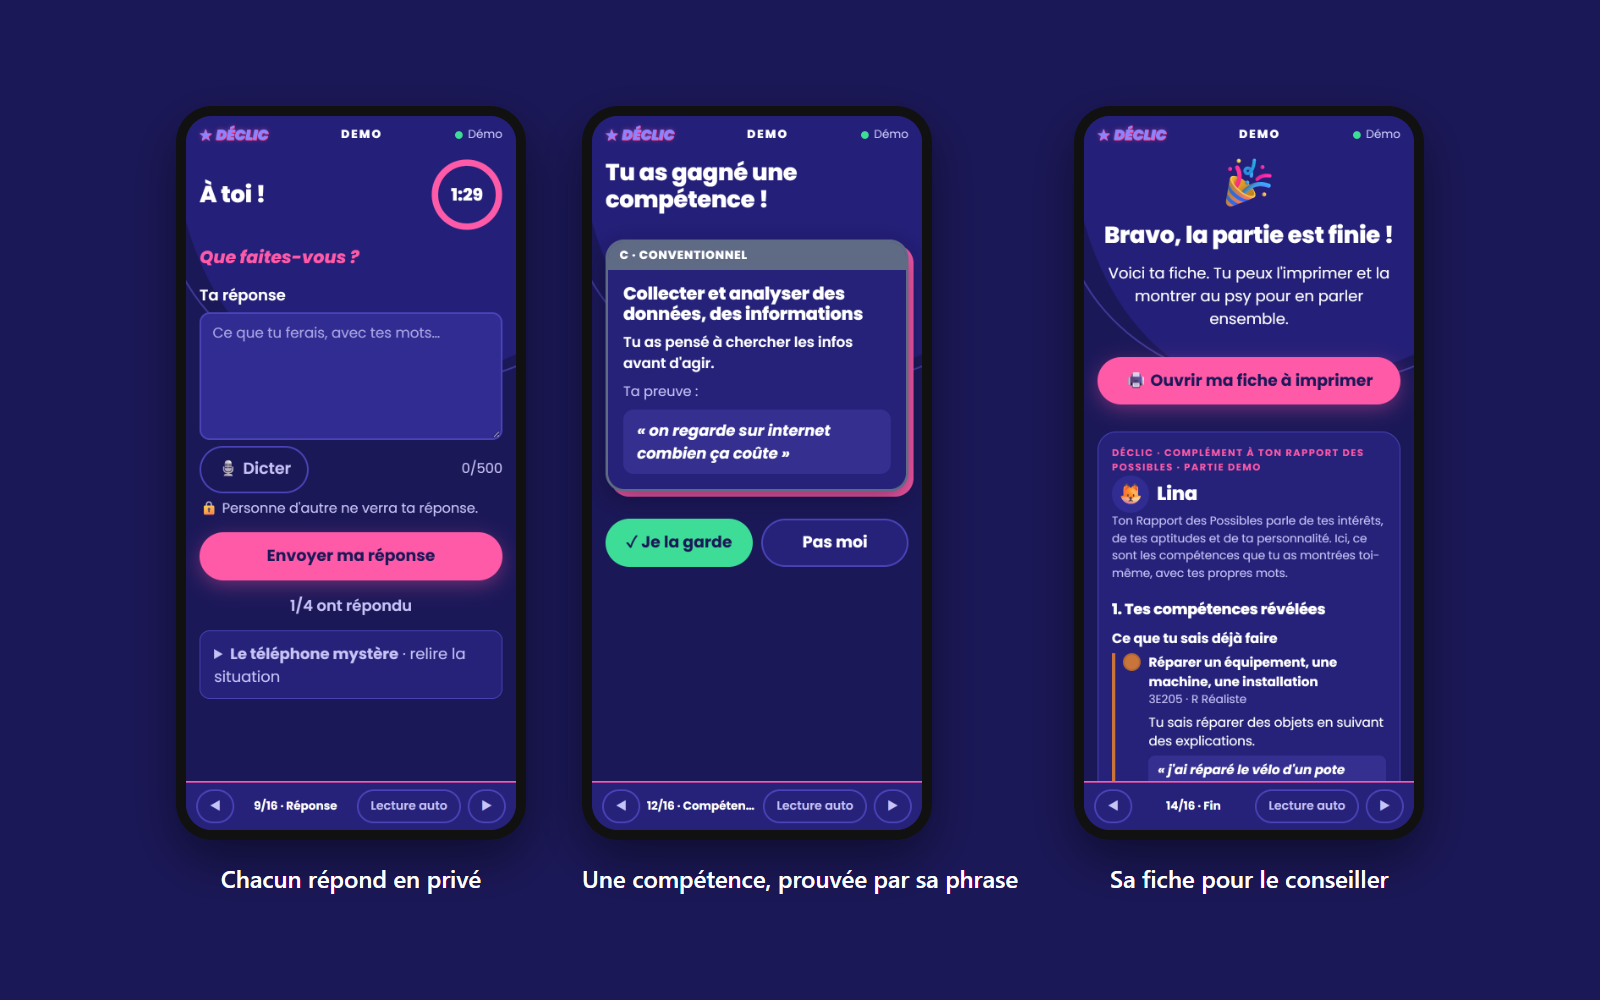 ★ DÉCLIC
DEMO
Démo
À toi !
1:29
Que faites-vous ?
Ta réponse
Ce que tu ferais, avec tes mots…
Dicter
0/500
Personne d'autre ne verra ta réponse.
Envoyer ma réponse
1/4 ont répondu
▶ Le téléphone mystère · relire la
situation
◀
9/16 · Réponse
Lecture auto
▶
Chacun répond en privé
★ DÉCLIC
DEMO
Démo
Tu as gagné une
compétence !
C · CONVENTIONNEL
Collecter et analyser des
données, des informations
Tu as pensé à chercher les infos
avant d'agir.
Ta preuve :
« on regarde sur internet
combien ça coûte »
✓ Je la garde
Pas moi
◀
12/16 · Compéten…
Lecture auto
▶
Une compétence, prouvée par sa phrase
★ DÉCLIC
DEMO
Démo
Bravo, la partie est finie !
Voici ta fiche. Tu peux l'imprimer et la
montrer au psy pour en parler
ensemble.
Ouvrir ma fiche à imprimer
DÉCLIC · COMPLÉMENT À TON RAPPORT DES
POSSIBLES · PARTIE DEMO
Lina
Ton Rapport des Possibles parle de tes intérêts,
de tes aptitudes et de ta personnalité. Ici, ce
sont les compétences que tu as montrées toi-
même, avec tes propres mots.
1. Tes compétences révélées
Ce que tu sais déjà faire
Réparer un équipement, une
machine, une installation
3E205 · R Réaliste
Tu sais réparer des objets en suivant
des explications.
« j'ai réparé le vélo d'un pote
◀
14/16 · Fin
Lecture auto
▶
Sa fiche pour le conseiller